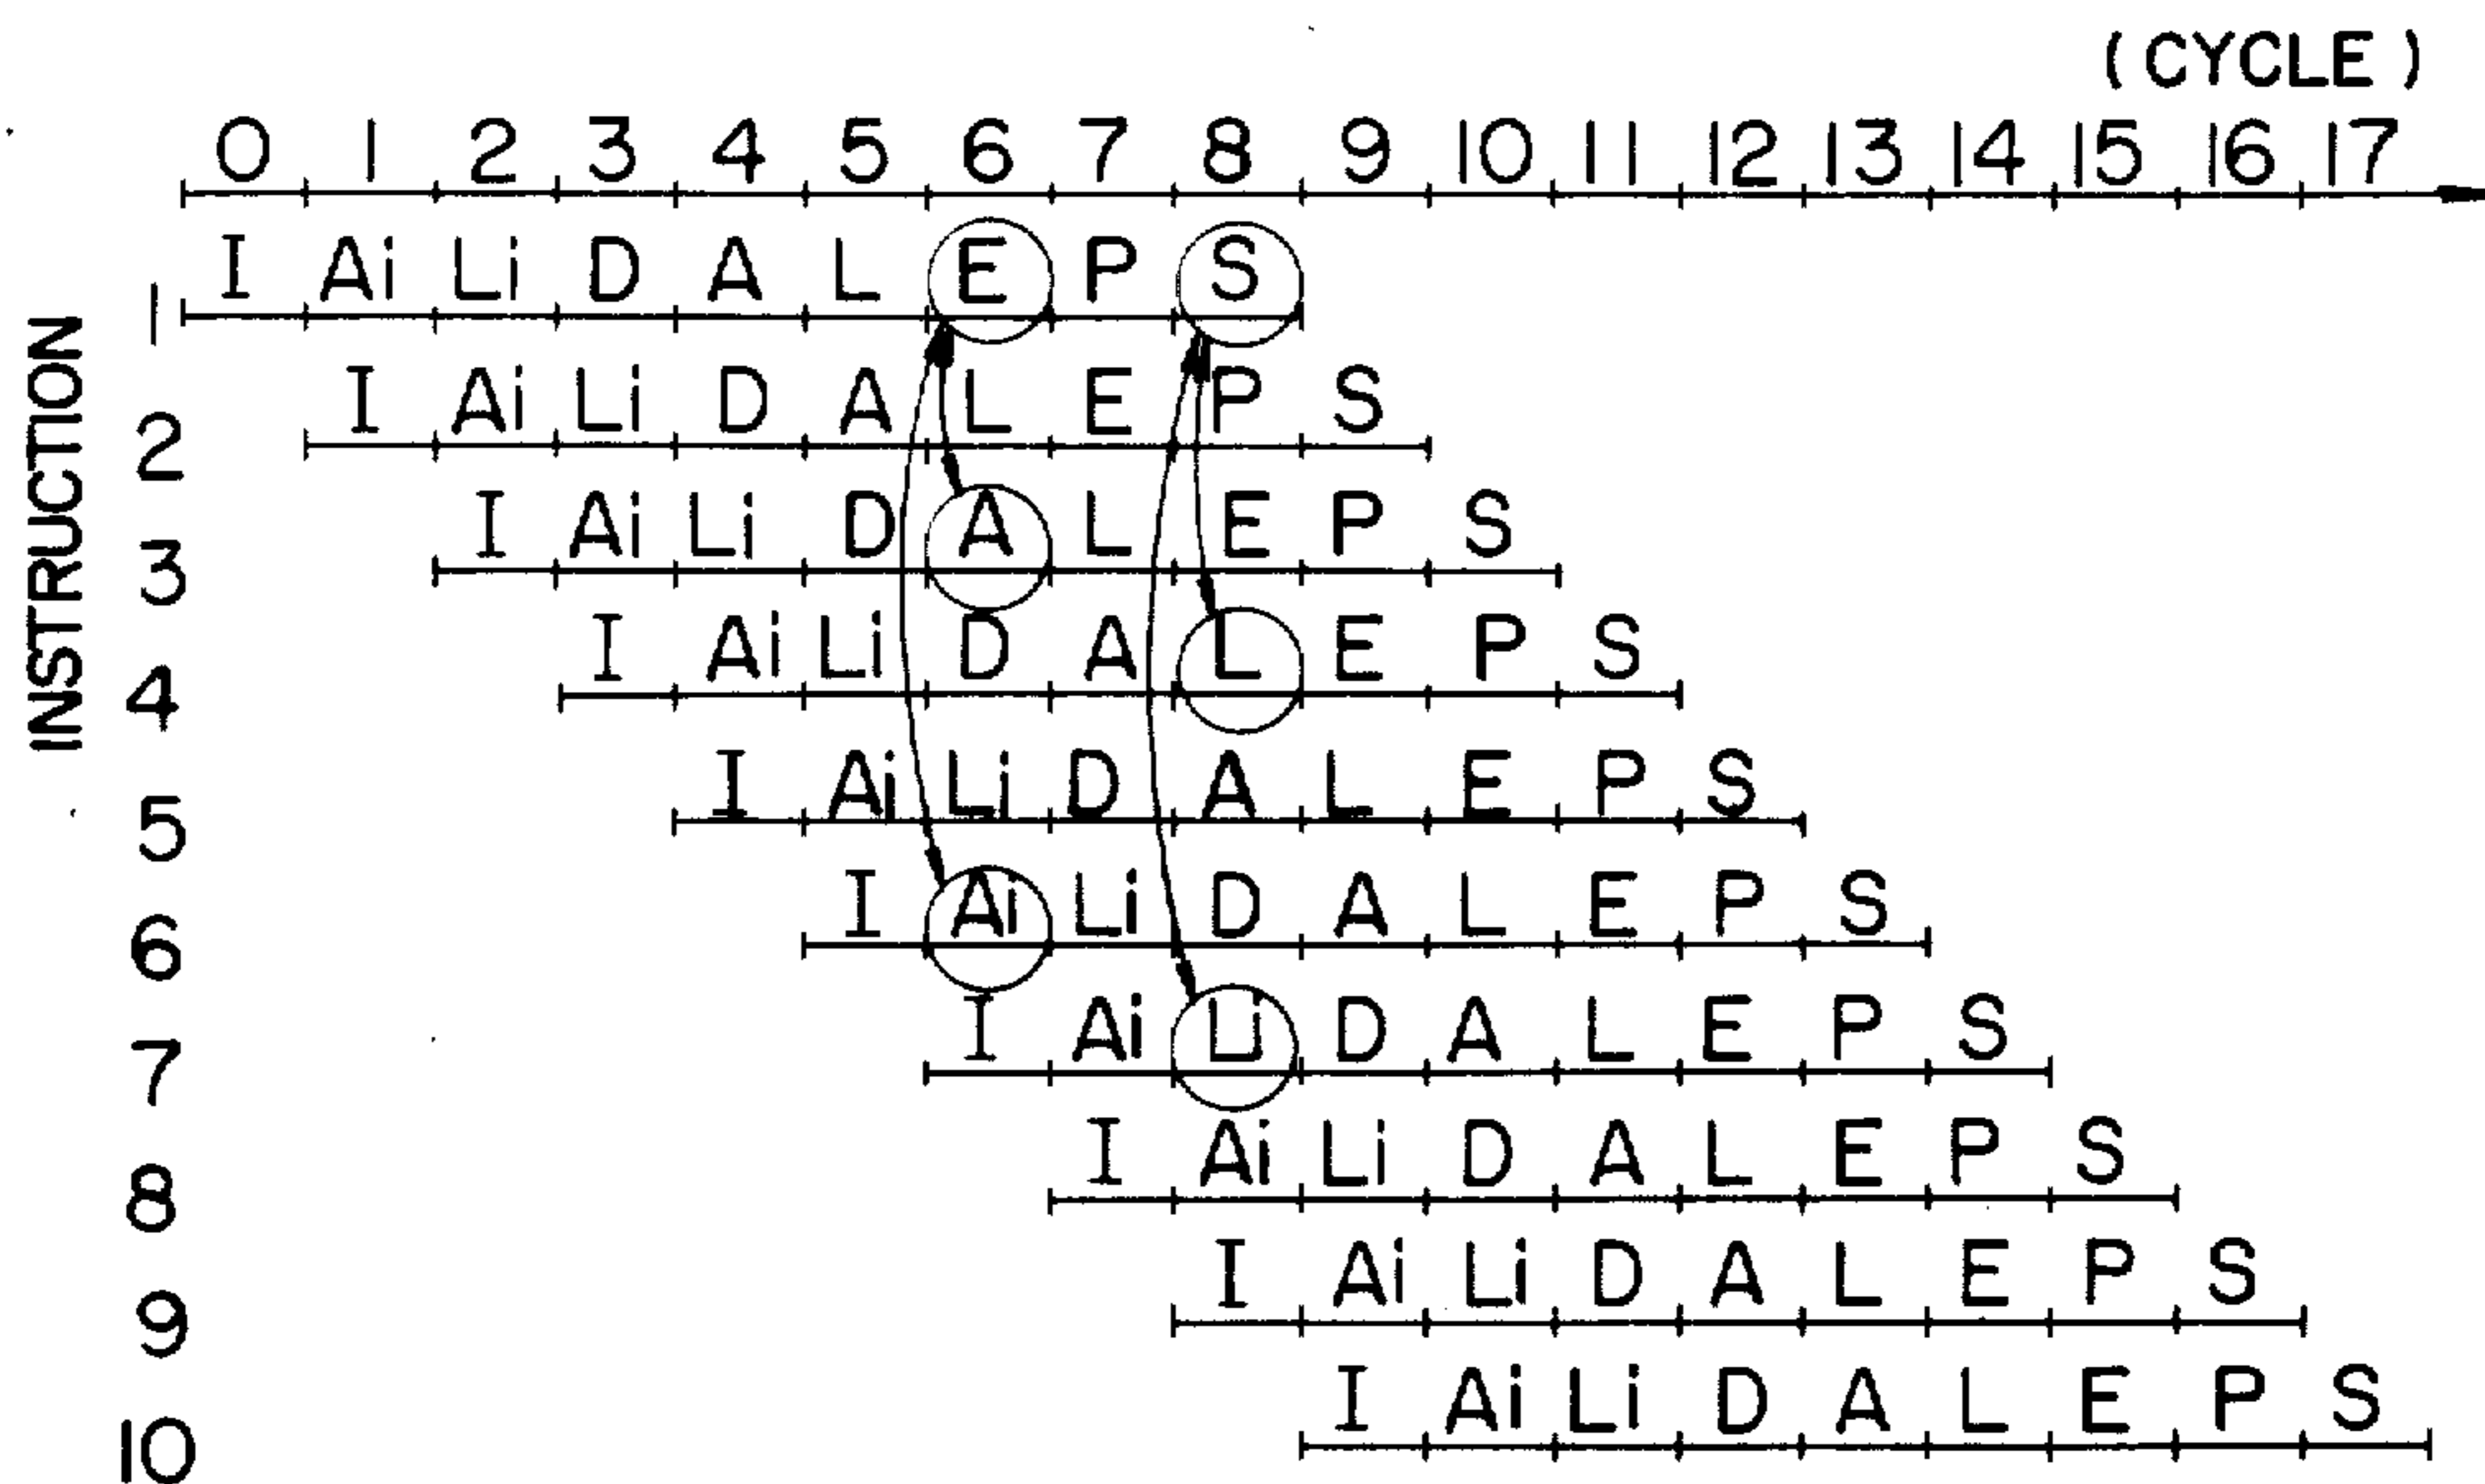 (CYCLE)
0 1 2 3 4 5 6 7 8 9 10 11 12 13 14 15 16 17
INSTRUCTION
1 I Ai Li D A L E P S
2 I Ai Li D A L E P S
3 I Ai Li D A L E P S
4 I Ai Li D A L E P S
5 I Ai Li D A L E P S
6 I Ai Li D A L E P S
7 I Ai Li D A L E P S
8 I Ai Li D A L E P S
9 I Ai Li D A L E P S
10 I Ai Li D A L E P S